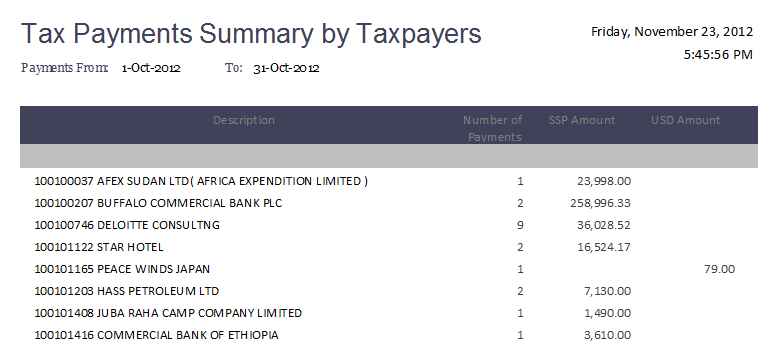 Tax Payments Summary by Taxpayers
Friday, November 23, 2012
5:45:56 PM
Payments From: 1-Oct-2012 To: 31-Oct-2012
Description Number of Payments SSP Amount USD Amount
100100037 AFEX SUDAN LTD( AFRICA EXPENDITION LIMITED ) 1 23,998.00
100100207 BUFFALO COMMERCIAL BANK PLC 2 258,996.33
100100746 DELOITTE CONSULTNG 9 36,028.52
100101122 STAR HOTEL 2 16,524.17
100101165 PEACE WINDS JAPAN 1 79.00
100101203 HASS PETROLEUM LTD 2 7,130.00
100101408 JUBA RAHA CAMP COMPANY LIMITED 1 1,490.00
100101416 COMMERCIAL BANK OF ETHIOPIA 1 3,610.00